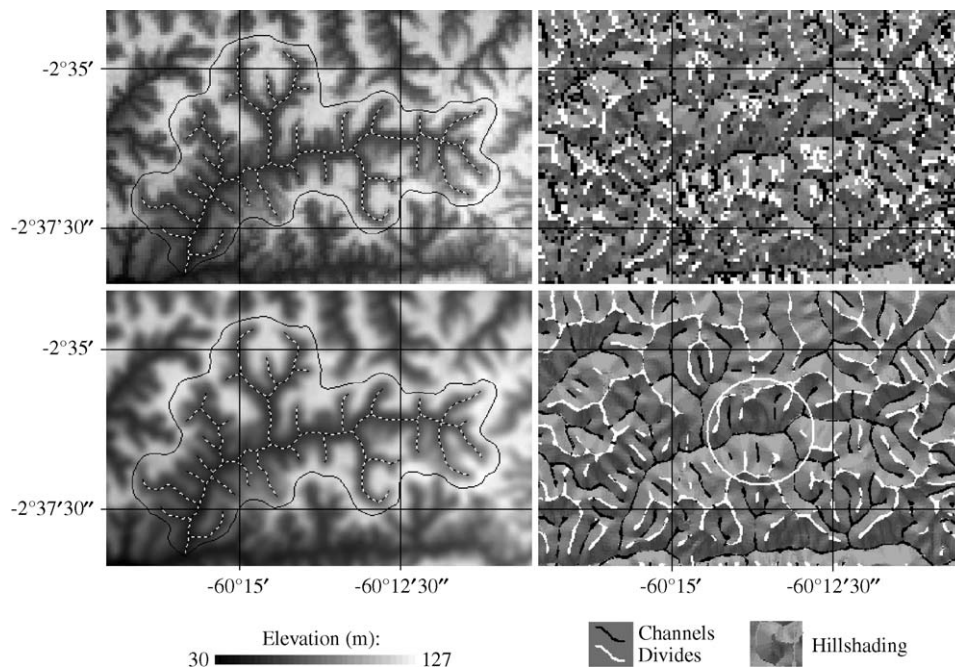 -2°35′
-2°37′30″
-2°35′
-2°37′30″
-60°15′ -60°12′30″ -60°15′ -60°12′30″
Elevation (m):
30 127
Channels
Divides
Hillshading